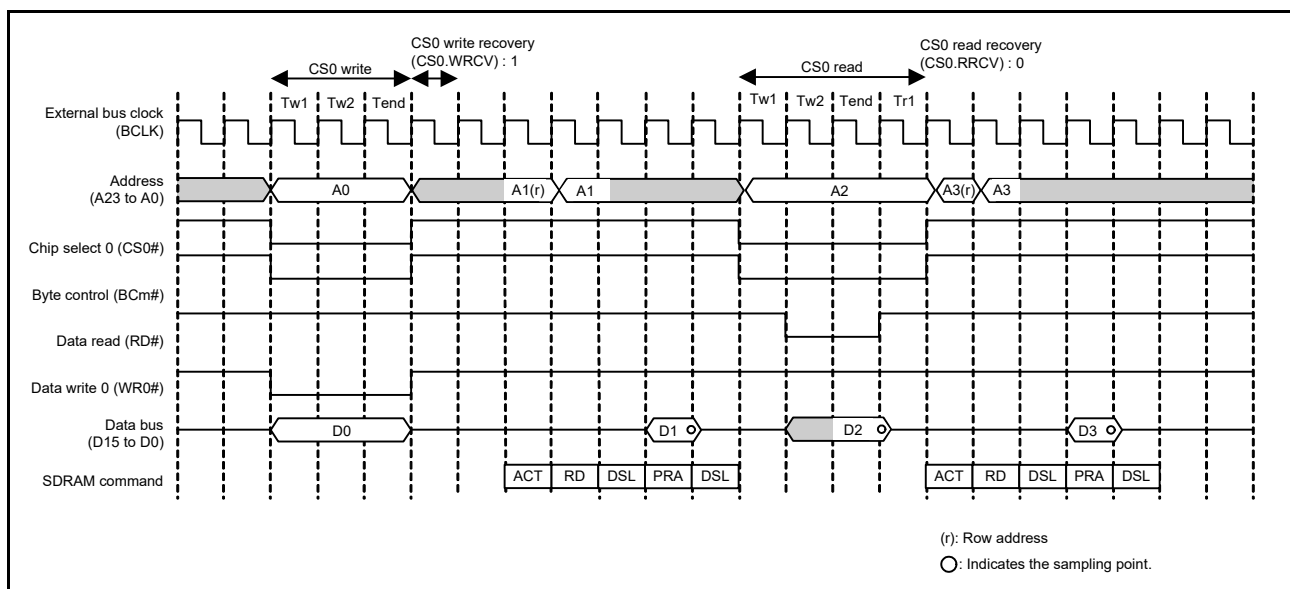 CS0 write recovery
(CS0.WRCV) : 1
CS0 read recovery
(CS0.RRCV) : 0
CS0 write
CS0 read
Tw1 Tw2 Tend Tw1 Tw2 Tend Tr1
External bus clock
(BCLK)
Address
(A23 to A0)
A0 A1(r) A1 A2 A3(r) A3
Chip select 0 (CS0#)
Byte control (BCm#)
Data read (RD#)
Data write 0 (WR0#)
Data bus
(D15 to D0)
D0 D1 D2 D3
SDRAM command
ACT RD DSL PRA DSL ACT RD DSL PRA DSL
(r): Row address
: Indicates the sampling point.